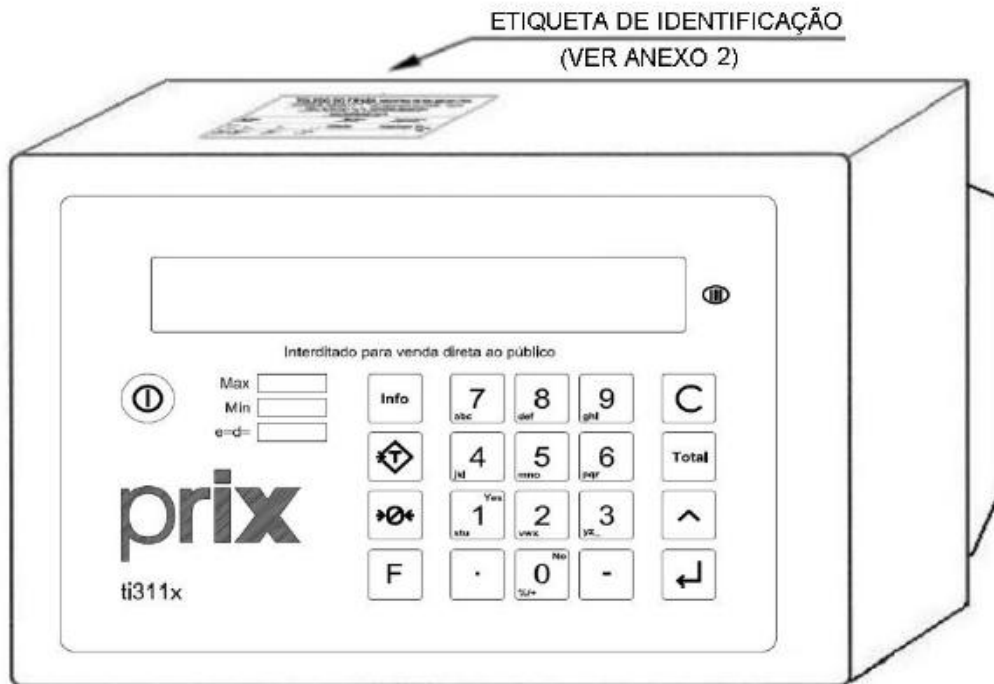 ETIQUETA DE IDENTIFICAÇÃO
(VER ANEXO 2)
Interditado para venda direta ao público
Max
Min
e=d=
Info
7
abc
8
def
9
ghi
C
T
4
jkl
5
mno
6
pqr
Total
1
Yes
stu
2
vwx
3
yz_
F
.
0
No
%/+
-
prix
ti311x